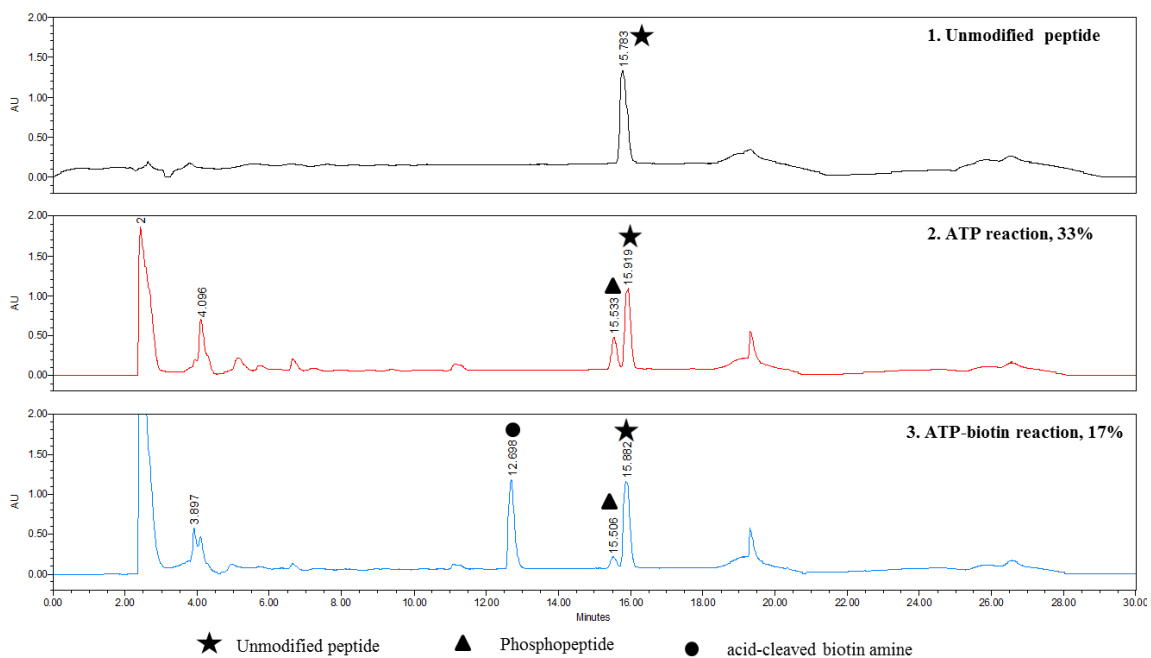 1. Unmodified peptide
15.783
AU
2.00
1.50
1.00
0.50
0.00
2. ATP reaction, 33%
2
4.096
15.533
15.919
AU
2.00
1.50
1.00
0.50
0.00
3. ATP-biotin reaction, 17%
3.897
12.698
15.506
15.882
AU
2.00
1.50
1.00
0.50
0.00
0.00 2.00 4.00 6.00 8.00 10.00 12.00 14.00 16.00 18.00 20.00 22.00 24.00 26.00 28.00 30.00
Minutes
Unmodified peptide Phosphopeptide acid-cleaved biotin amine